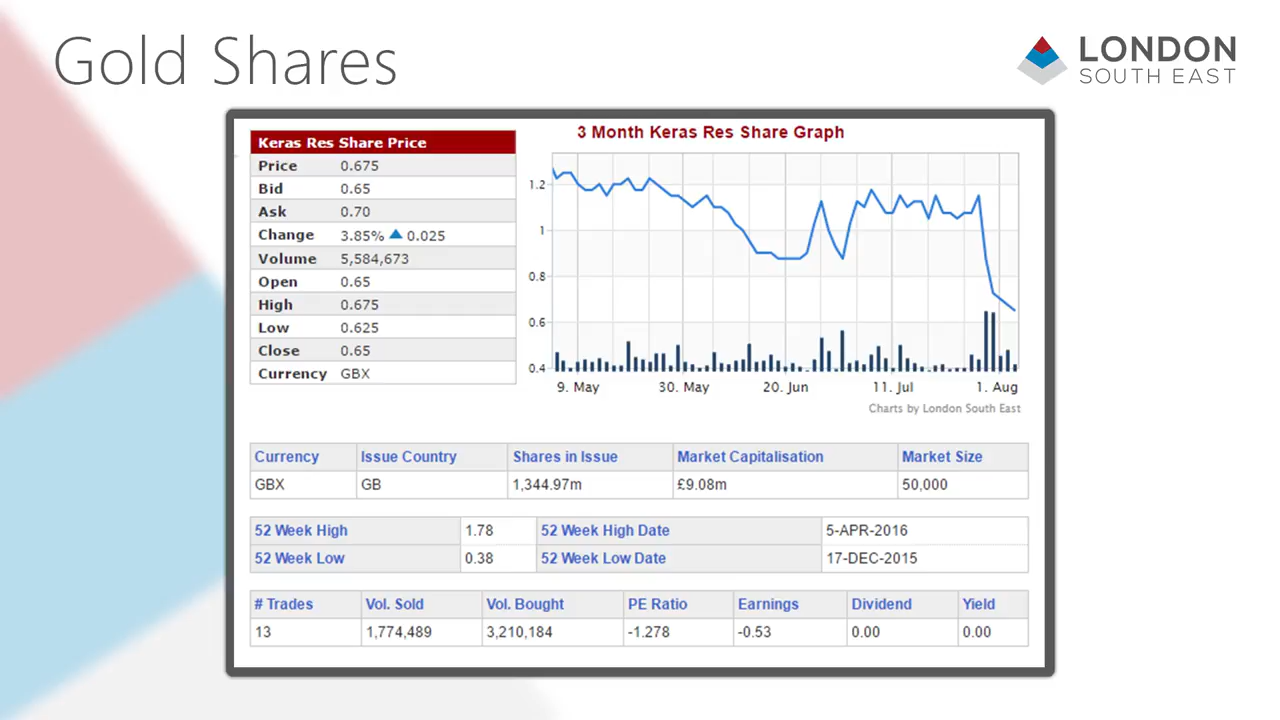 Gold Shares
LONDON
SOUTH EAST
Keras Res Share Price
Price 0.675
Bid 0.65
Ask 0.70
Change 3.85% 0.025
Volume 5,584,673
Open 0.65
High 0.675
Low 0.625
Close 0.65
Currency GBX
3 Month Keras Res Share Graph
1.2
1
0.8
0.6
0.4
9. May 30. May 20. Jun 11. Jul 1. Aug
Charts by London South East
Currency Issue Country Shares in Issue Market Capitalisation Market Size
GBX GB 1,344.97m £9.08m 50,000
52 Week High 1.78 52 Week High Date 5-APR-2016
52 Week Low 0.38 52 Week Low Date 17-DEC-2015
# Trades Vol. Sold Vol. Bought PE Ratio Earnings Dividend Yield
13 1,774,489 3,210,184 -1.278 -0.53 0.00 0.00